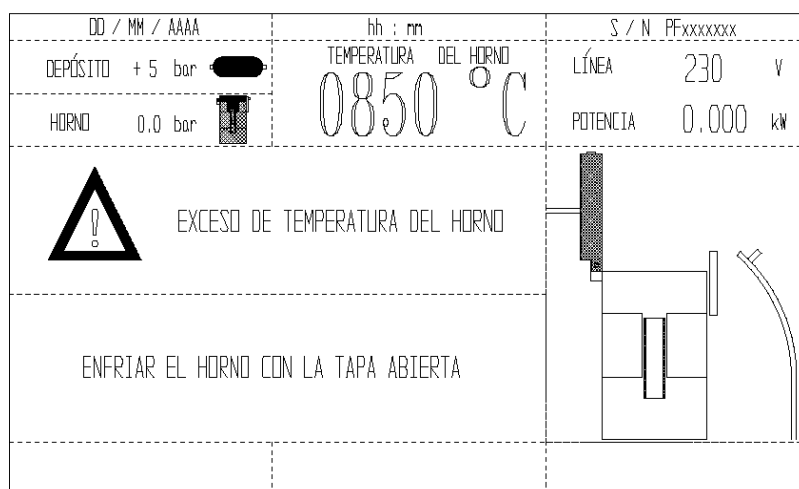 DD / MM / AAAA
hh : mm
S / N PFxxxxxxx
DEPÓSITO + 5 bar
HORNO 0.0 bar
TEMPERATURA DEL HORNO
0850 °C
LÍNEA 230 V
POTENCIA 0.000 kW
EXCESO DE TEMPERATURA DEL HORNO
ENFRIAR EL HORNO CON LA TAPA ABIERTA